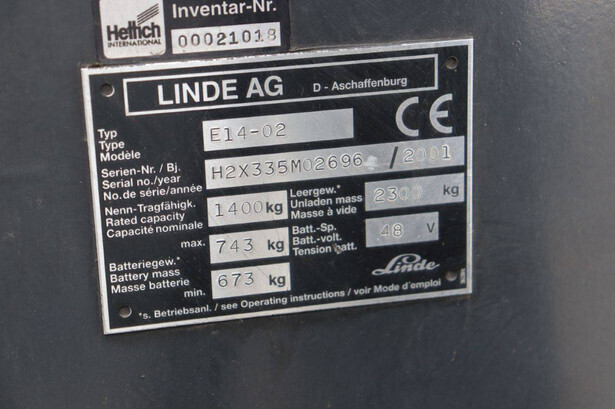 Hettich
INTERNATIONAL
Inventar-Nr.
00021018
LINDE AG
D - Aschaffenburg
Typ
Type
Modèle
E14-02
CE
Serien-Nr. / Bj.
Serial no./year
No. de série/année
H2X335M02696 / 2001
Nenn-Tragfähigk.
Rated capacity
Capacité nominale
1400 kg
Leergew.*
Unladen mass
Masse à vide
2300 kg
Batteriegew.*
Battery mass
Masse batterie
max. 743 kg
min. 673 kg
Batt.-Sp.
Batt.-volt.
Tension batt.
48 V
Linde
*s. Betriebsanl. / see Operating instructions / voir Mode d'emploi